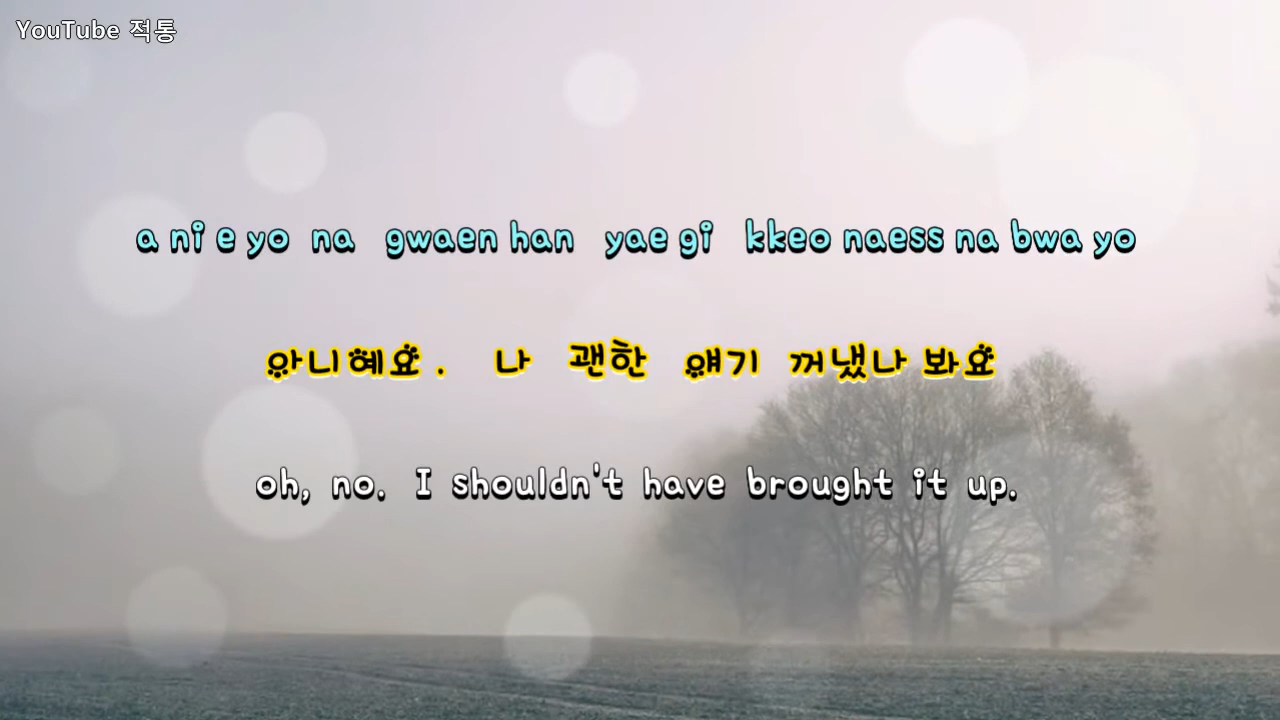 YouTube 적통
a ni e yo na gwaen han yae gi kkeo naess na bwa yo
아니예요. 나 괜한 얘기 꺼냈나 봐요
oh, no. I shouldn't have brought it up.